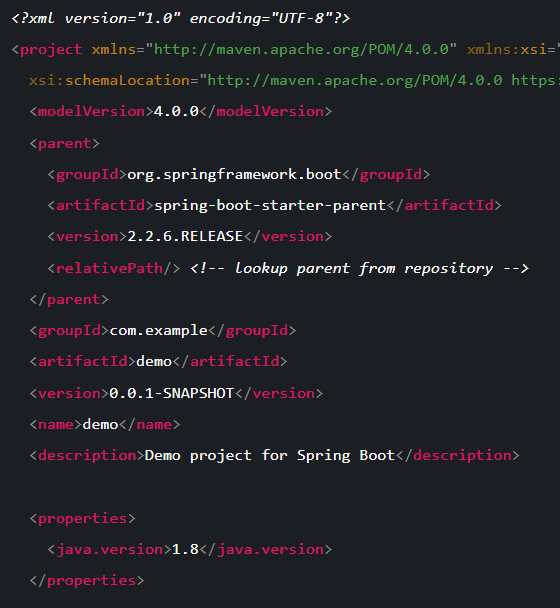 <?xml version="1.0" encoding="UTF-8"?>
<project xmlns="http://maven.apache.org/POM/4.0.0" xmlns:xsi="
xsi:schemaLocation="http://maven.apache.org/POM/4.0.0 https:
<modelVersion>4.0.0</modelVersion>
<parent>
<groupId>org.springframework.boot</groupId>
<artifactId>spring-boot-starter-parent</artifactId>
<version>2.2.6.RELEASE</version>
<relativePath/> <!-- lookup parent from repository -->
</parent>
<groupId>com.example</groupId>
<artifactId>demo</artifactId>
<version>0.0.1-SNAPSHOT</version>
<name>demo</name>
<description>Demo project for Spring Boot</description>
<properties>
<java.version>1.8</java.version>
</properties>